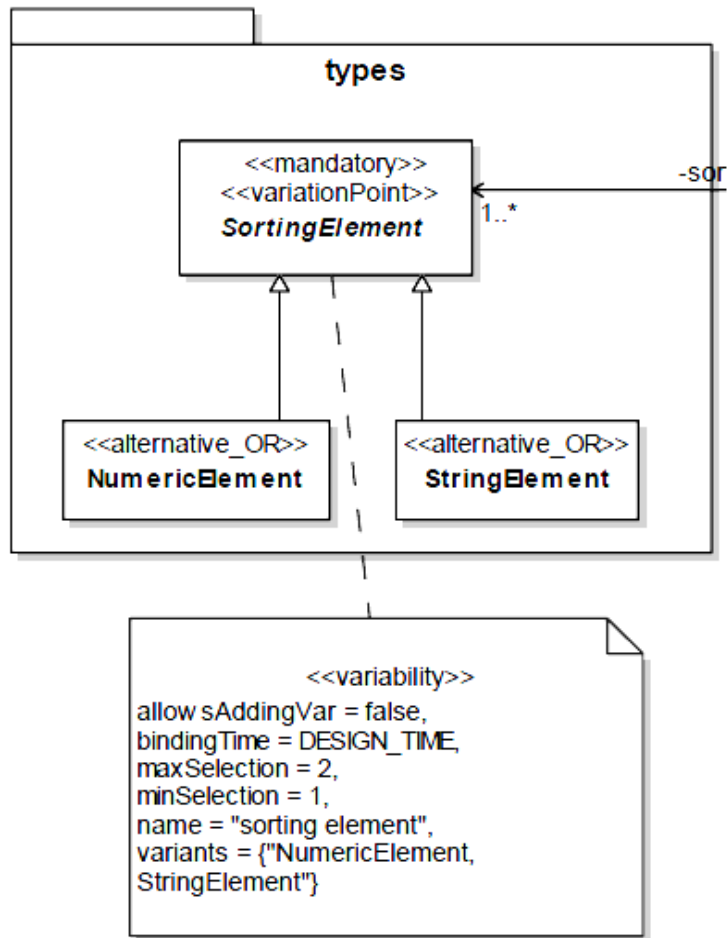 types
<<mandatory>>
<<variationPoint>>
SortingElement
-sor
1..*
<<alternative_OR>>
NumericElement
<<alternative_OR>>
StringElement
<<variability>>
allowsAddingVar = false,
bindingTime = DESIGN_TIME,
maxSelection = 2,
minSelection = 1,
name = "sorting element",
variants = {"NumericElement,
StringElement"}